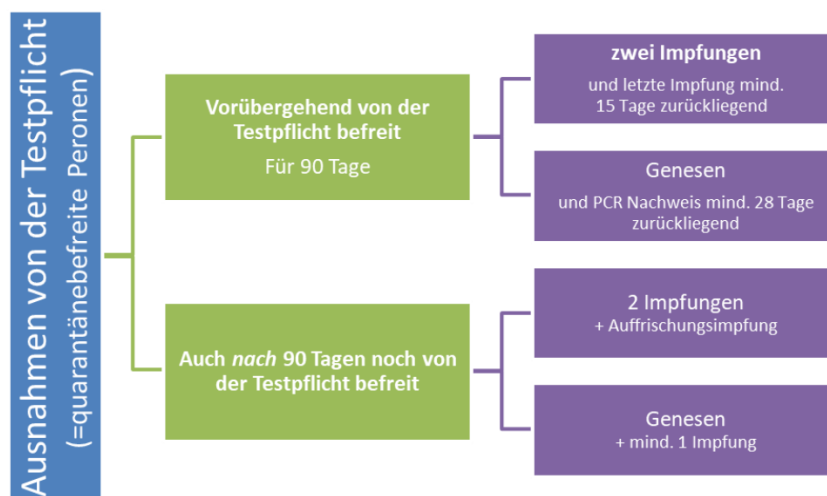 Ausnahmen von der Testpflicht
(=quarantänebefreite Peronen)
Vorübergehend von der
Testpflicht befreit
Für 90 Tage
zwei Impfungen
und letzte Impfung mind.
15 Tage zurückliegend
Genesen
und PCR Nachweis mind. 28 Tage
zurückliegend
Auch nach 90 Tagen noch von
der Testpflicht befreit
2 Impfungen
+ Auffrischungsimpfung
Genesen
+ mind. 1 Impfung